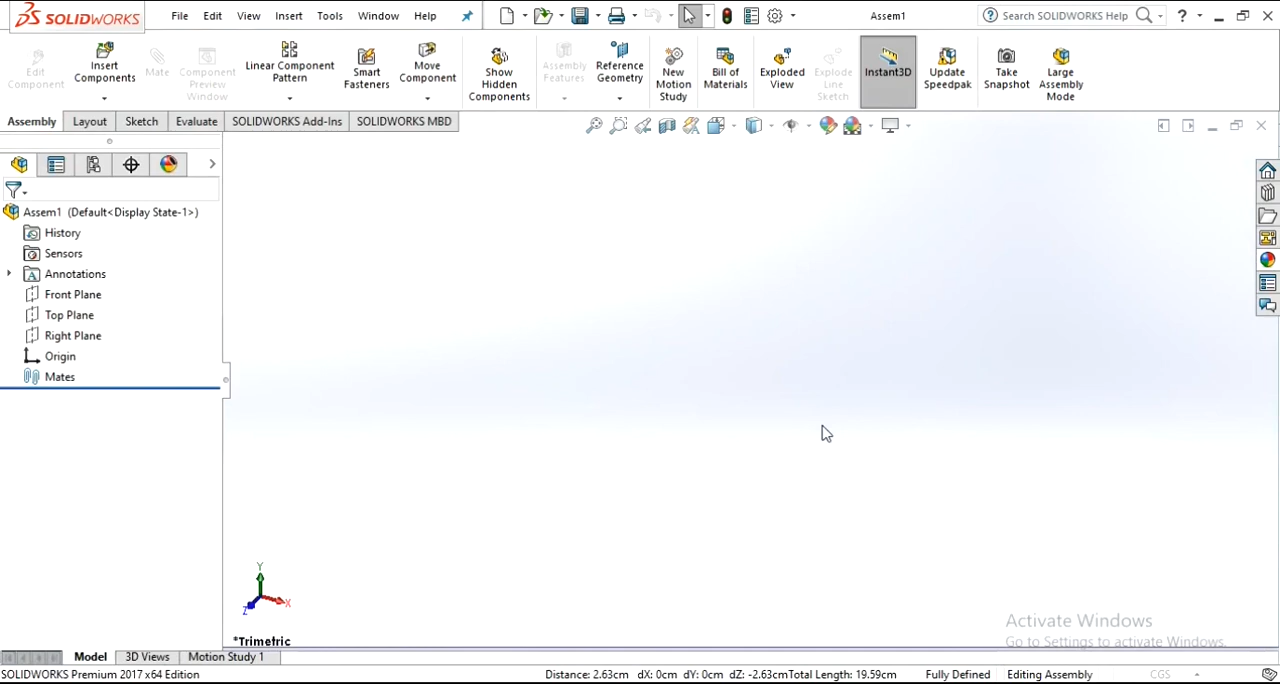 SOLIDWORKS File Edit View Insert Tools Window Help Assem1 Search SOLIDWORKS Help ?
Edit Component
Insert Components
Mate
Component Preview Window
Linear Component Pattern
Smart Fasteners
Move Component
Show Hidden Components
Assembly Features
Reference Geometry
New Motion Study
Bill of Materials
Exploded View
Explode Line Sketch
Instant3D
Update Speedpak
Take Snapshot
Large Assembly Mode
Assembly Layout Sketch Evaluate SOLIDWORKS Add-Ins SOLIDWORKS MBD
Assem1 (Default<Display State-1>)
History
Sensors
Annotations
Front Plane
Top Plane
Right Plane
Origin
Mates
Y
X
Z
*Trimetric
Activate Windows
Go to Settings to activate Windows.
Model 3D Views Motion Study 1
SOLIDWORKS Premium 2017 x64 Edition Distance: 2.63cm dX: 0cm dY: 0cm dZ: -2.63cmTotal Length: 19.59cm Fully Defined Editing Assembly CGS